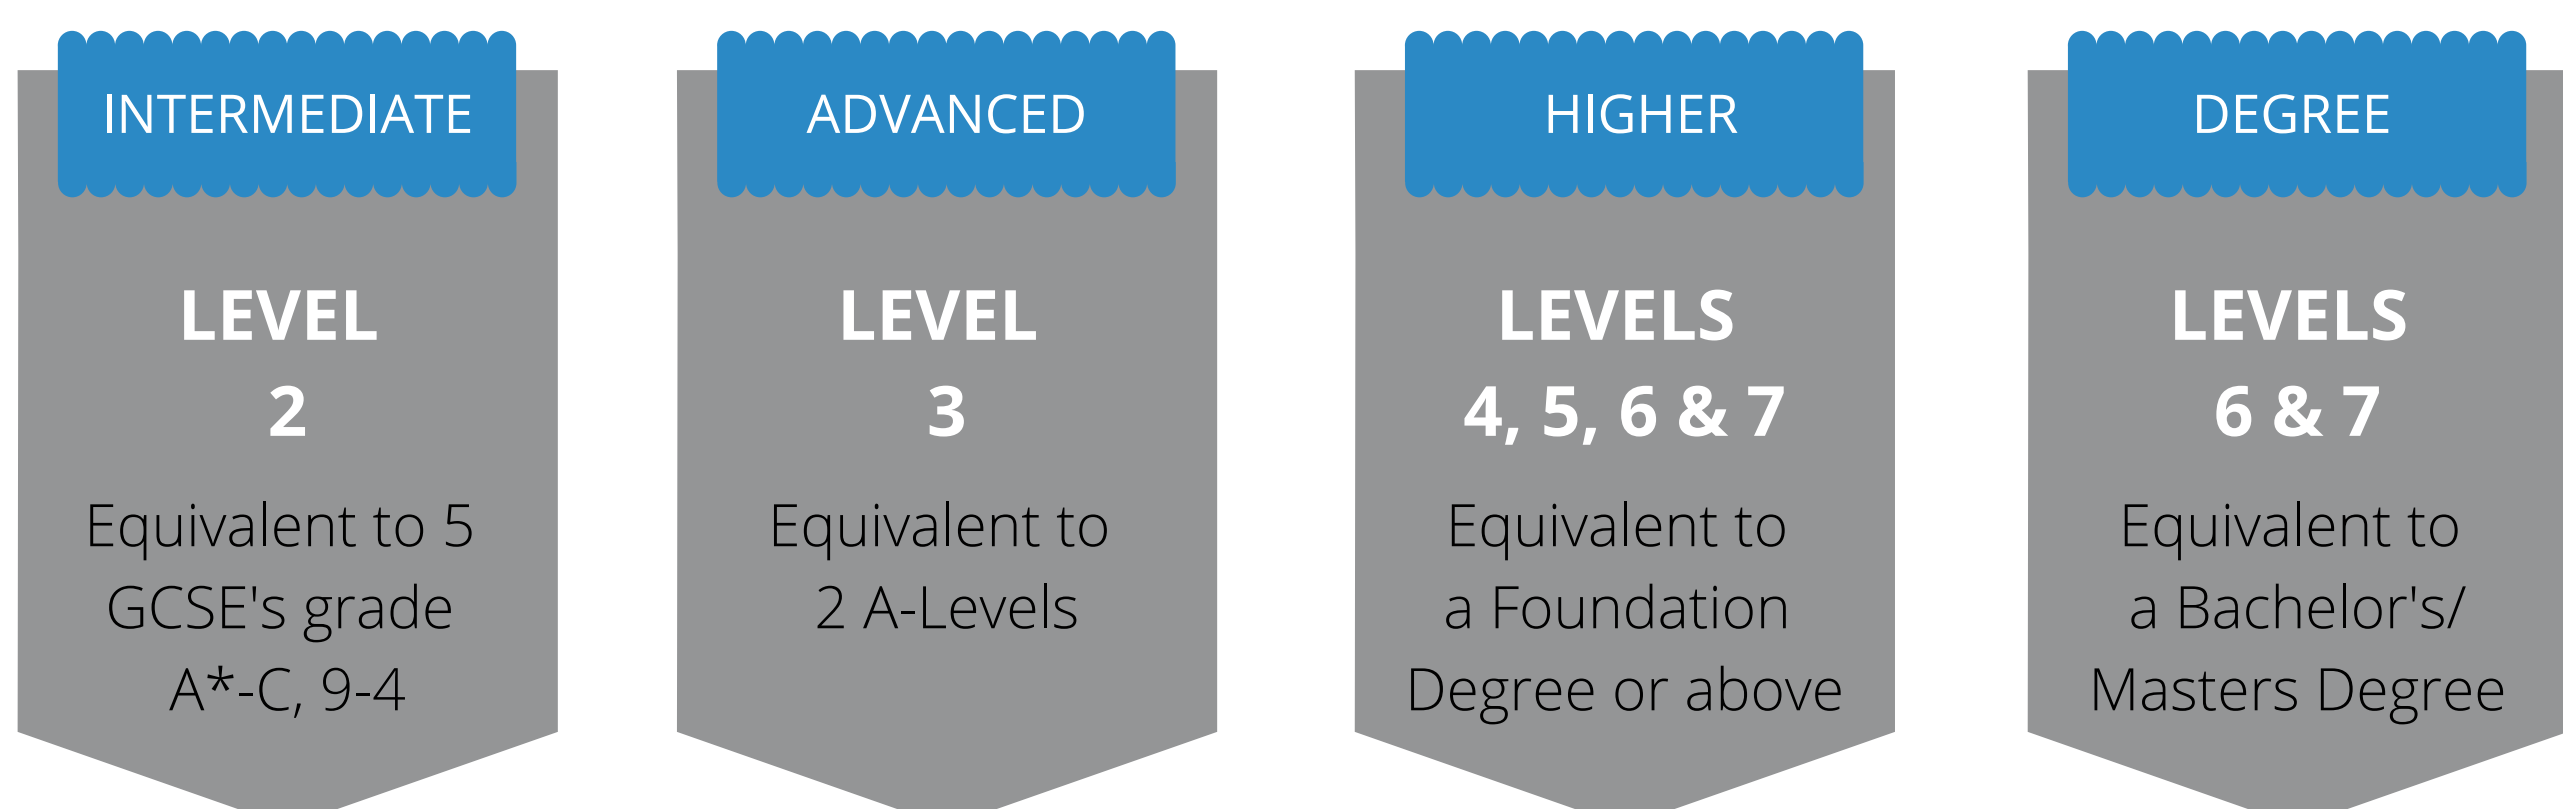 INTERMEDIATE
LEVEL
2
Equivalent to 5
GCSE's grade
A*-C, 9-4
ADVANCED
LEVEL
3
Equivalent to
2 A-Levels
HIGHER
LEVELS
4, 5, 6 & 7
Equivalent to
a Foundation
Degree or above
DEGREE
LEVELS
6 & 7
Equivalent to
a Bachelor's/
Masters Degree